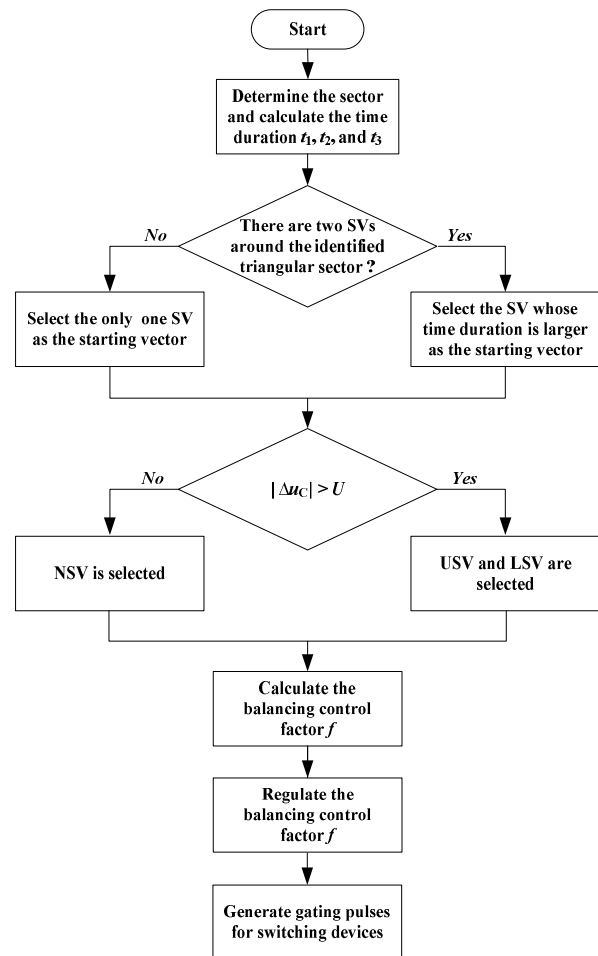 Start
Determine the sector
and calculate the time
duration t1, t2, and t3
There are two SVs
around the identified
triangular sector ?
No
Yes
Select the only one SV
as the starting vector
Select the SV whose
time duration is larger
as the starting vector
|ΔuC| > U
No
Yes
NSV is selected
USV and LSV are
selected
Calculate the
balancing control
factor f
Regulate the
balancing control
factor f
Generate gating pulses
for switching devices